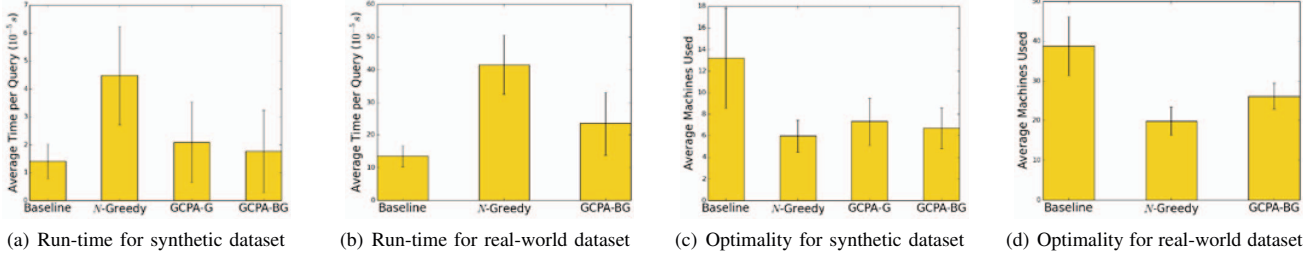 Average Time per Query (10⁻⁵ s)
7
6
5
4
3
2
1
0
Baseline N-Greedy GCPA-G GCPA-BG
(a) Run-time for synthetic dataset
Average Time per Query (10⁻⁵ s)
60
50
40
30
20
10
0
Baseline N-Greedy GCPA-BG
(b) Run-time for real-world dataset
Average Machines Used
18
16
14
12
10
8
6
4
2
0
Baseline N-Greedy GCPA-G GCPA-BG
(c) Optimality for synthetic dataset
Average Machines Used
50
40
30
20
10
0
Baseline N-Greedy GCPA-BG
(d) Optimality for real-world dataset